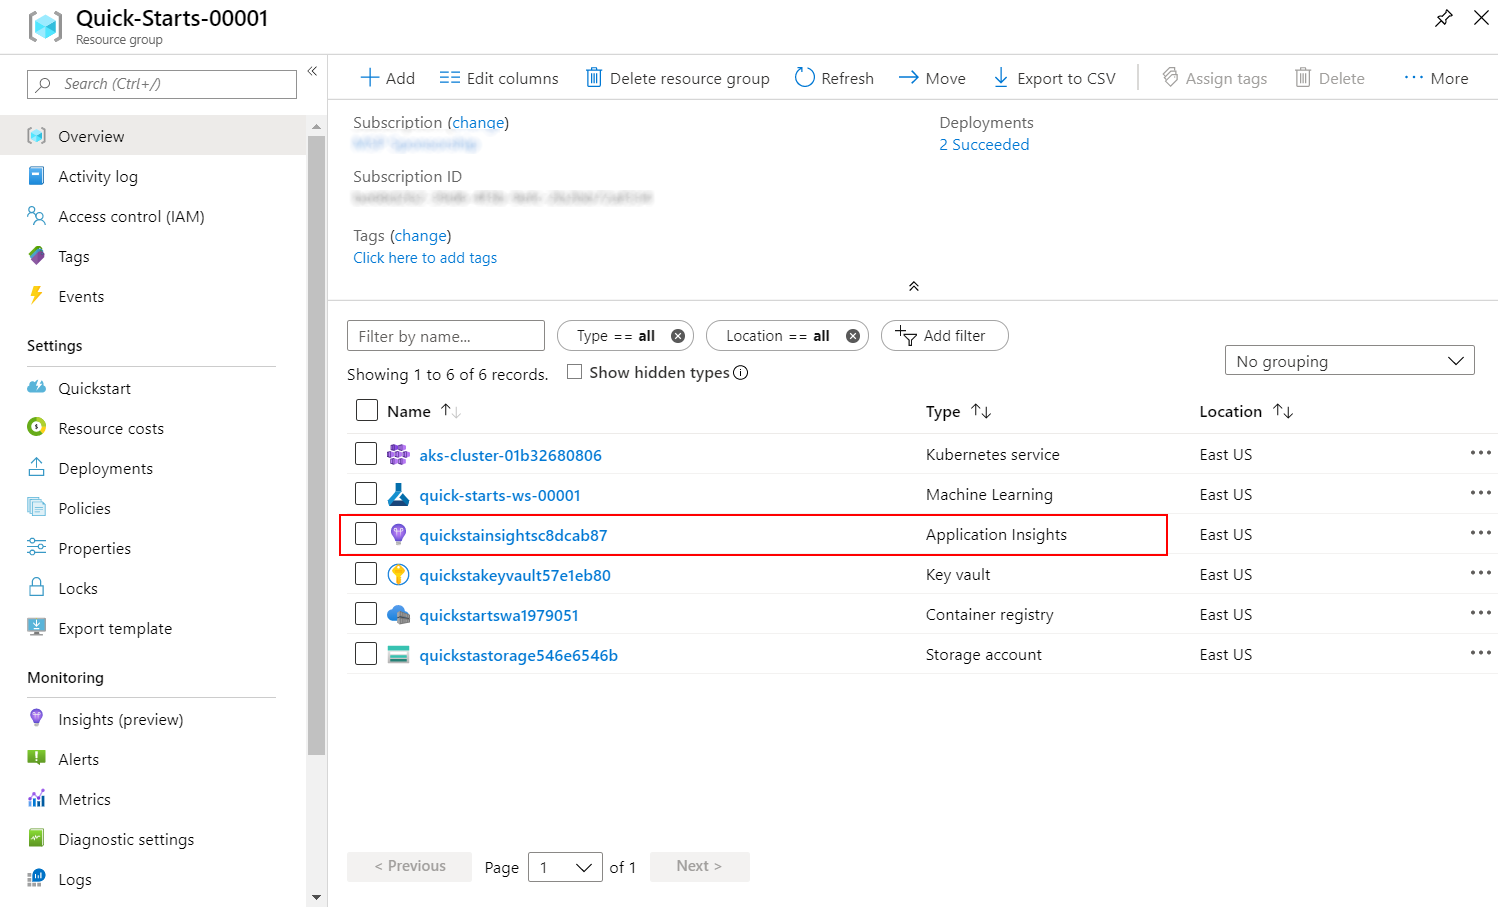 Quick-Starts-00001
Resource group
Search (Ctrl+/)
«
Overview
Activity log
Access control (IAM)
Tags
Events
Settings
Quickstart
Resource costs
Deployments
Policies
Properties
Locks
Export template
Monitoring
Insights (preview)
Alerts
Metrics
Diagnostic settings
Logs
Add Edit columns Delete resource group Refresh Move Export to CSV Assign tags Delete ··· More
Subscription (change)
Subscription ID
Tags (change)
Click here to add tags
Deployments
2 Succeeded
Filter by name... Type == all Location == all Add filter
Showing 1 to 6 of 6 records. Show hidden types
No grouping
Name Type Location
aks-cluster-01b32680806 Kubernetes service East US
quick-starts-ws-00001 Machine Learning East US
quickstainsightsc8dcab87 Application Insights East US
quickstakeyvault57e1eb80 Key vault East US
quickstartswa1979051 Container registry East US
quickstastorage546e6546b Storage account East US
< Previous Page 1 of 1 Next >